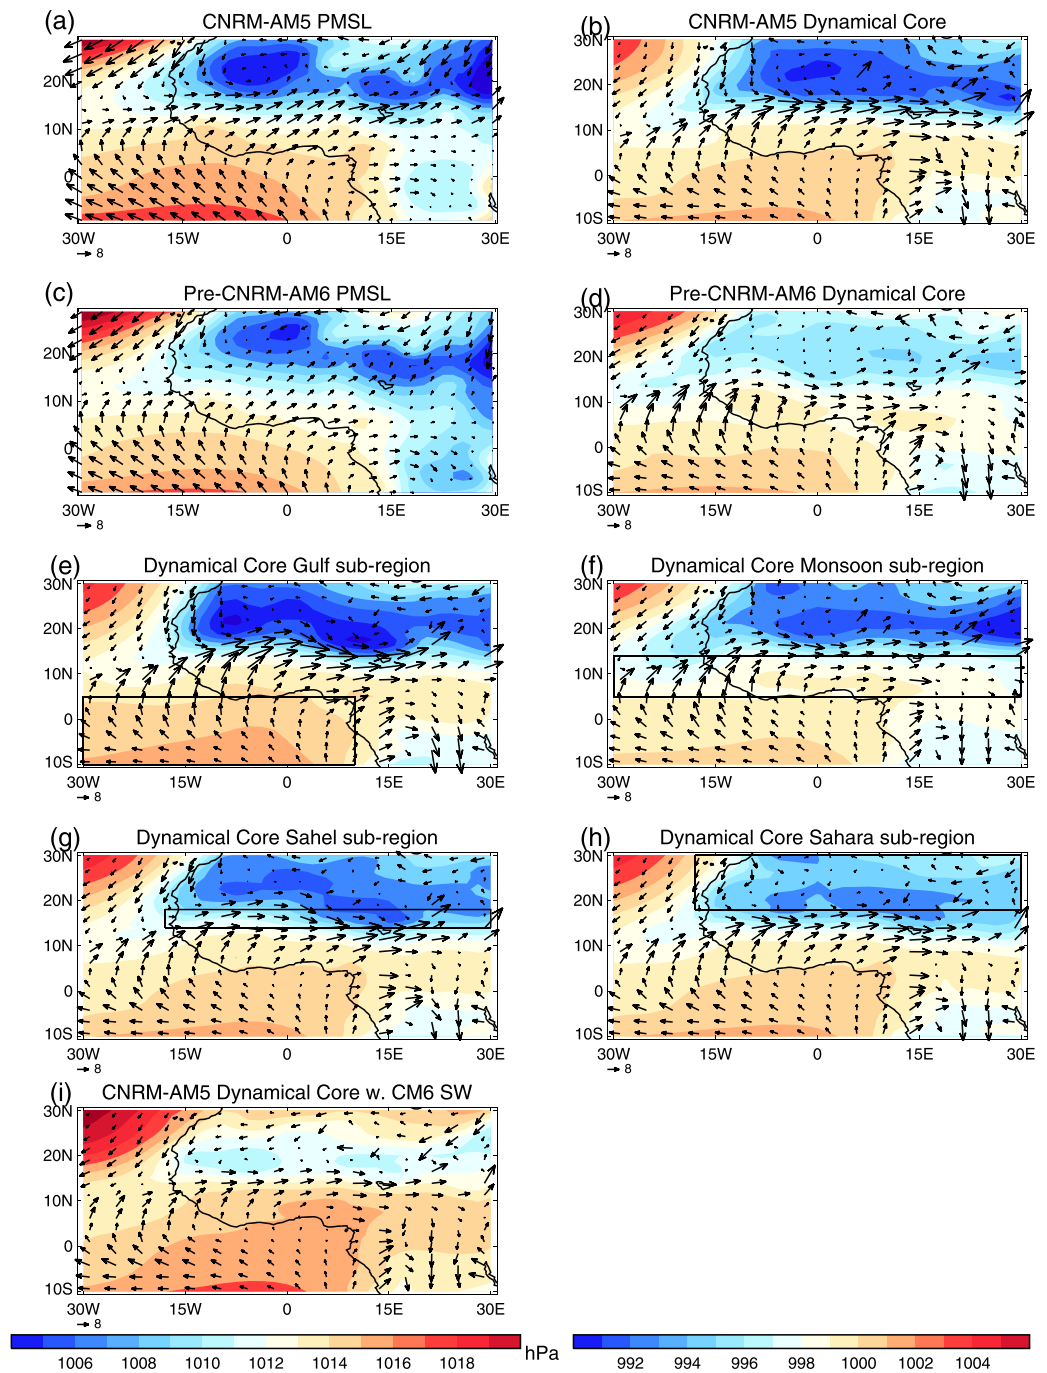 (a) CNRM-AM5 PMSL
20N
10N
0
30W 15W 0 15E 30E
8
(b) CNRM-AM5 Dynamical Core
30N
20N
10N
0
10S
30W 15W 0 15E 30E
8
(c) Pre-CNRM-AM6 PMSL
20N
10N
0
30W 15W 0 15E 30E
8
(d) Pre-CNRM-AM6 Dynamical Core
30N
20N
10N
0
10S
30W 15W 0 15E 30E
8
(e) Dynamical Core Gulf sub-region
30N
20N
10N
0
10S
30W 15W 0 15E 30E
8
(f) Dynamical Core Monsoon sub-region
30N
20N
10N
0
10S
30W 15W 0 15E 30E
8
(g) Dynamical Core Sahel sub-region
30N
20N
10N
0
10S
30W 15W 0 15E 30E
8
(h) Dynamical Core Sahara sub-region
30N
20N
10N
0
10S
30W 15W 0 15E 30E
8
(i) CNRM-AM5 Dynamical Core w. CM6 SW
30N
20N
10N
0
10S
30W 15W 0 15E 30E
8
1006 1008 1010 1012 1014 1016 1018 hPa
992 994 996 998 1000 1002 1004